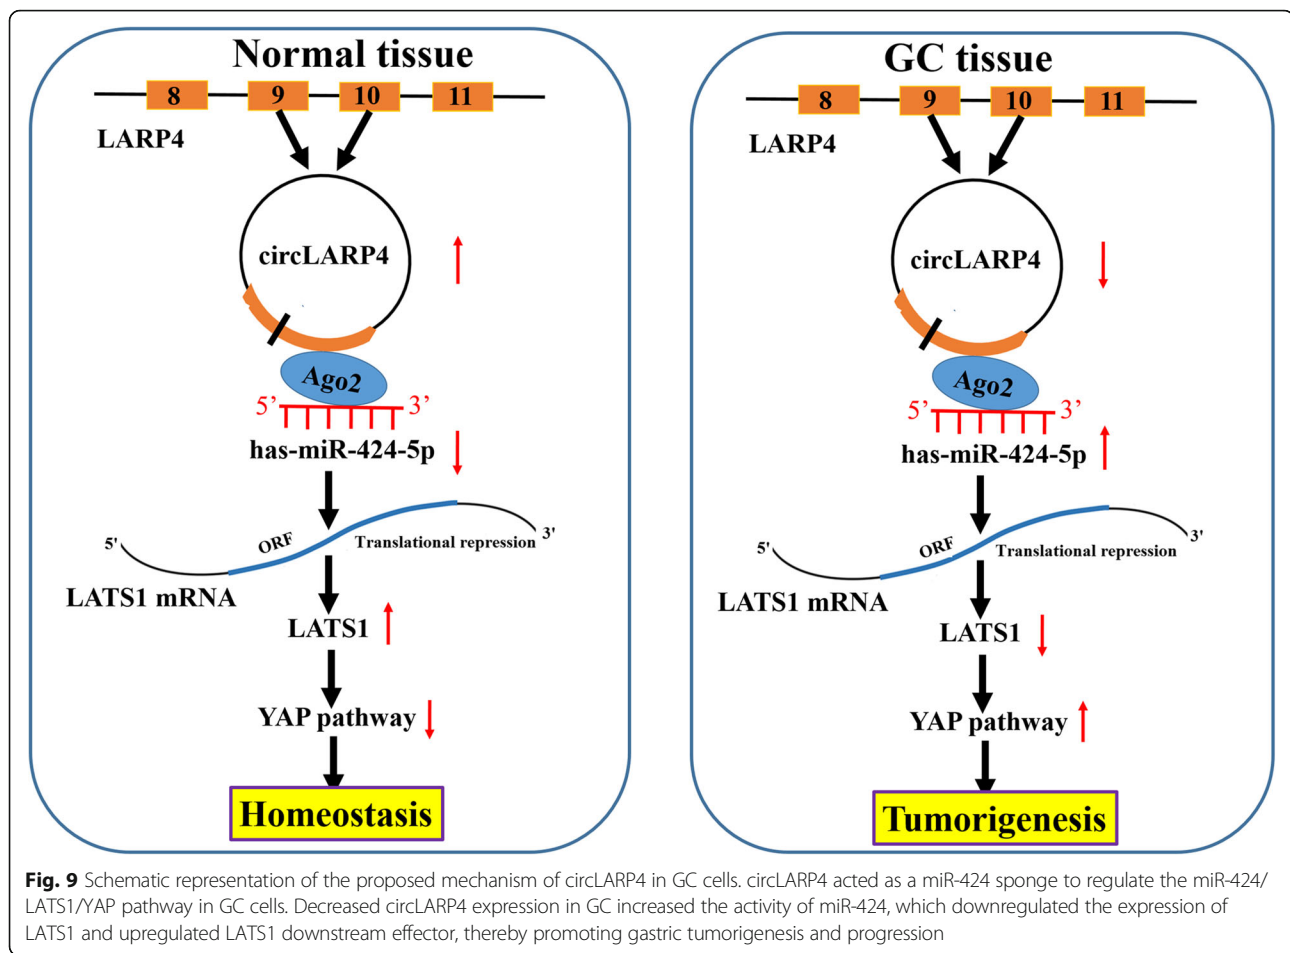 Normal tissue
8 9 10 11
LARP4
circLARP4
Ago2
5’ 3’
has-miR-424-5p
5' ORF Translational repression 3'
LATS1 mRNA
LATS1
YAP pathway
Homeostasis
GC tissue
8 9 10 11
LARP4
circLARP4
Ago2
5’ 3’
has-miR-424-5p
5' ORF Translational repression 3'
LATS1 mRNA
LATS1
YAP pathway
Tumorigenesis
Fig. 9 Schematic representation of the proposed mechanism of circLARP4 in GC cells. circLARP4 acted as a miR-424 sponge to regulate the miR-424/
LATS1/YAP pathway in GC cells. Decreased circLARP4 expression in GC increased the activity of miR-424, which downregulated the expression of
LATS1 and upregulated LATS1 downstream effector, thereby promoting gastric tumorigenesis and progression